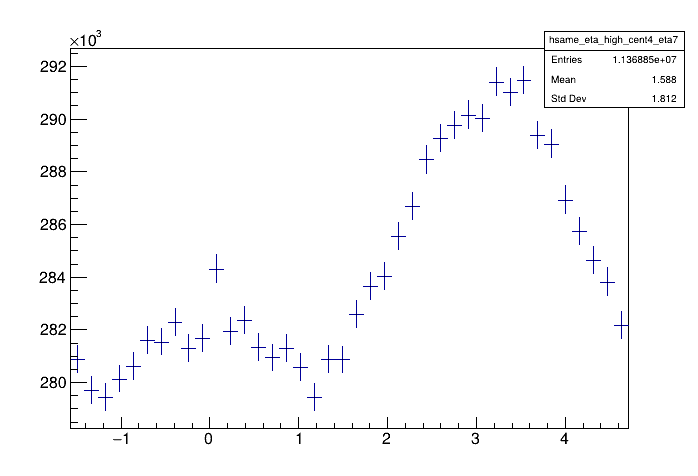 ×10³
hsame_eta_high_cent4_eta7
Entries 1.136885e+07
Mean 1.588
Std Dev 1.812
292
290
288
286
284
282
280
−1 0 1 2 3 4